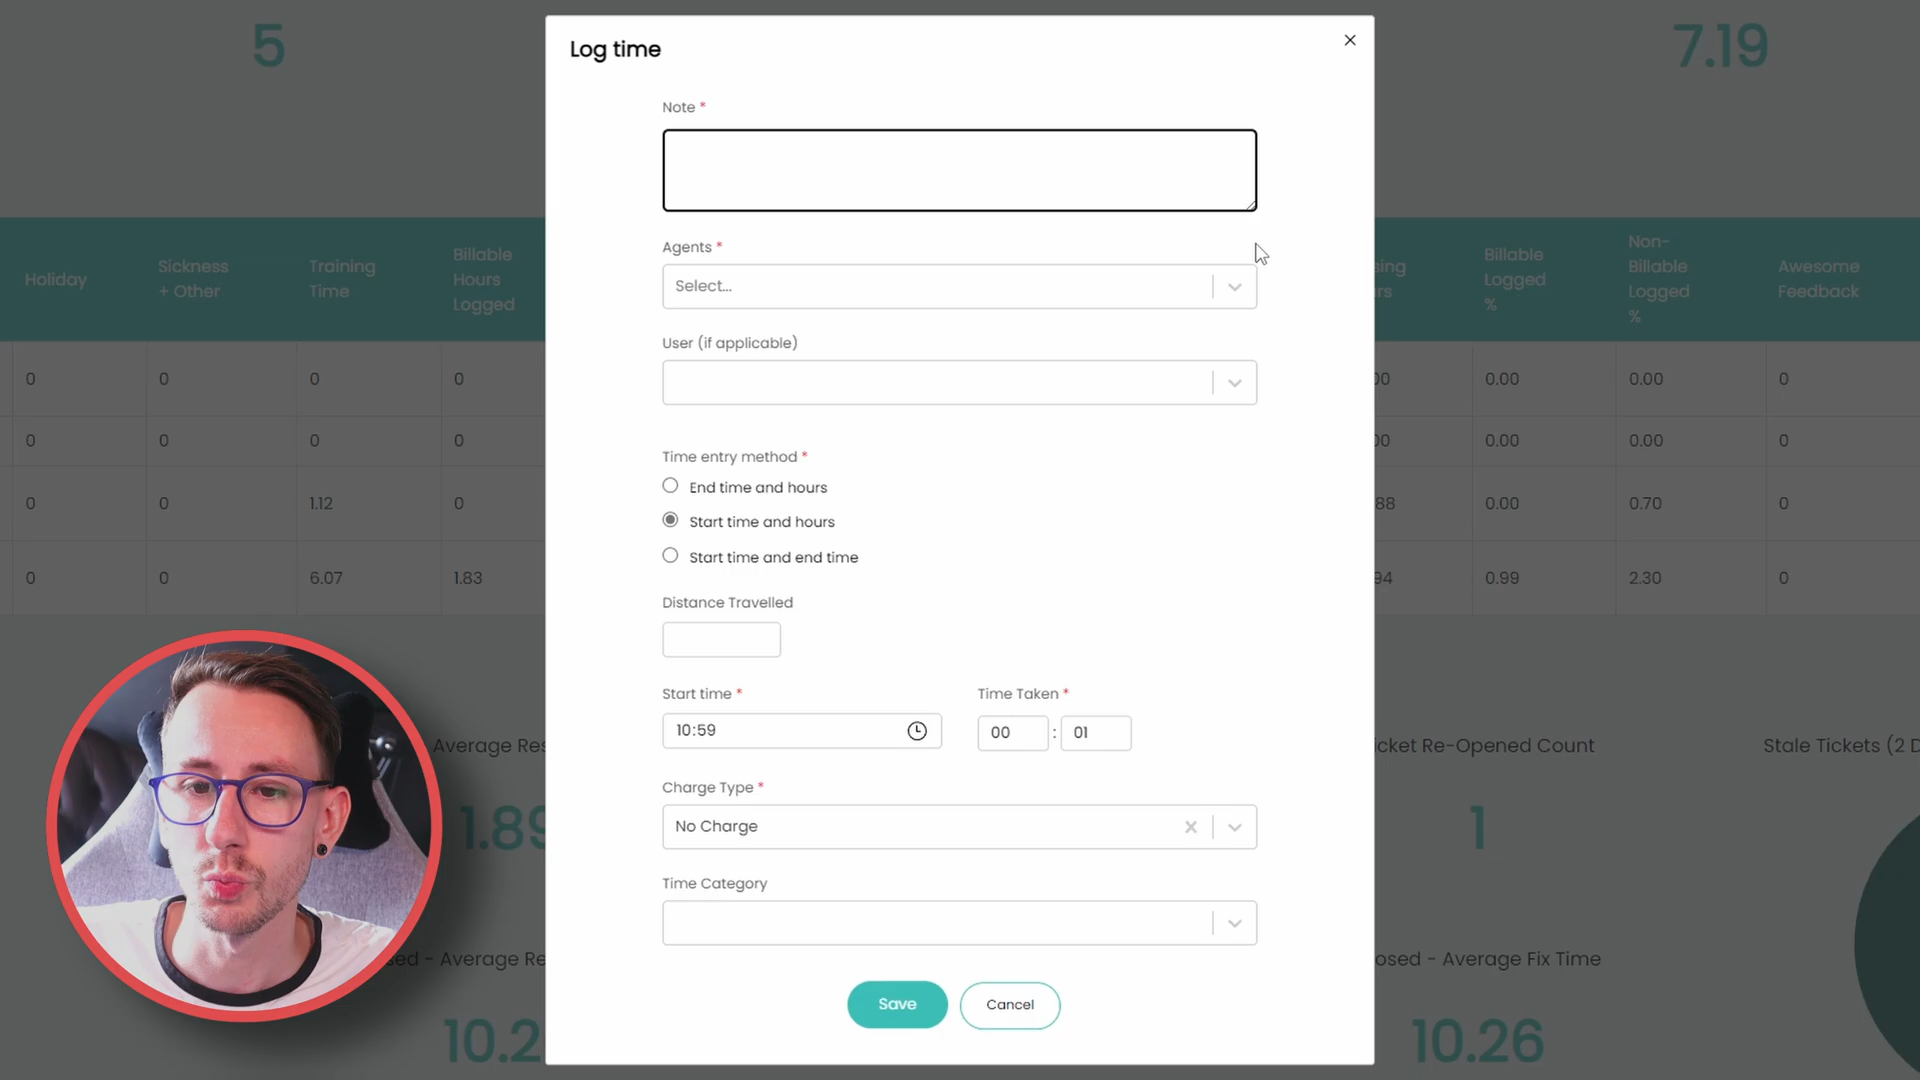 5
7.19
Log time
Note *
Agents *
Select...
User (if applicable)
Time entry method *
End time and hours
Start time and hours
Start time and end time
Distance Travelled
Start time *
Time Taken *
10:59
00 : 01
Charge Type *
No Charge
Time Category
Save
Cancel
Holiday
Sickness
+ Other
Training
Time
Billable
Hours
Logged
Billable
Logged
%
Non-
Billable
Logged
%
Awesome
Feedback
0 0 0 0 0.00 0.00 0
0 0 0 0 0.00 0.00 0
0 0 1.12 0 88 0.00 0.70 0
0 0 6.07 1.83 94 0.99 2.30 0
Average Res
cket Re-Opened Count
Stale Tickets (2 D
1.89
1
sed - Average Re
osed - Average Fix Time
10.2
10.26